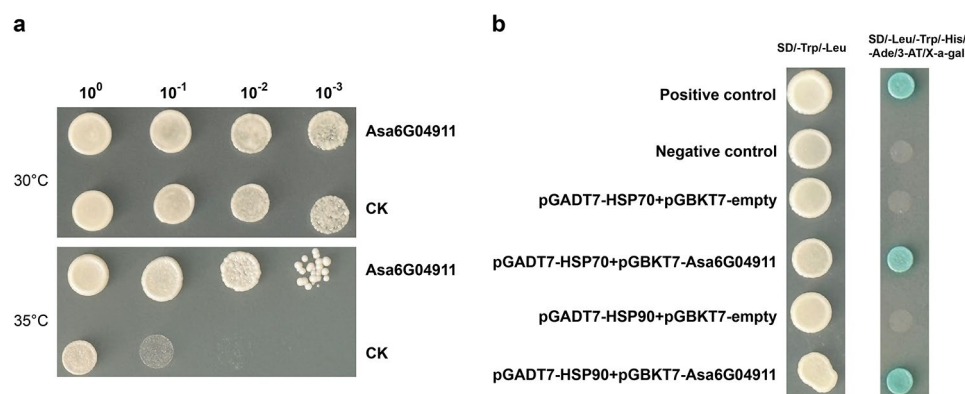 a
10⁰ 10⁻¹ 10⁻² 10⁻³
Asa6G04911
30°C
CK
Asa6G04911
35°C
CK
b
SD/-Trp/-Leu
SD/-Leu/-Trp/-His/
-Ade/3-AT/X-a-gal
Positive control
Negative control
pGADT7-HSP70+pGBKT7-empty
pGADT7-HSP70+pGBKT7-Asa6G04911
pGADT7-HSP90+pGBKT7-empty
pGADT7-HSP90+pGBKT7-Asa6G04911